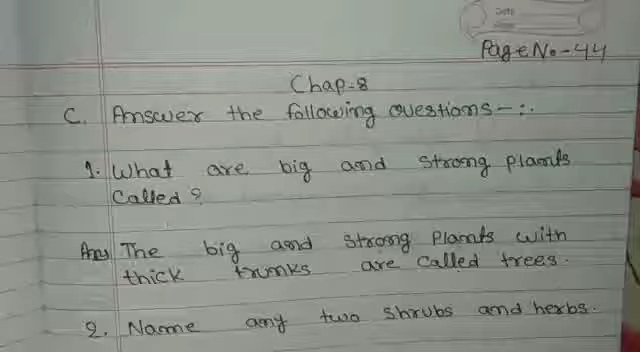 Date
Page No-44
Chap-8
C. Answer the following questions-:.
1. What are big and strong plants
Called?
Ans The big and strong plants with
thick trunks are called trees.
2. Name any two shrubs and herbs.